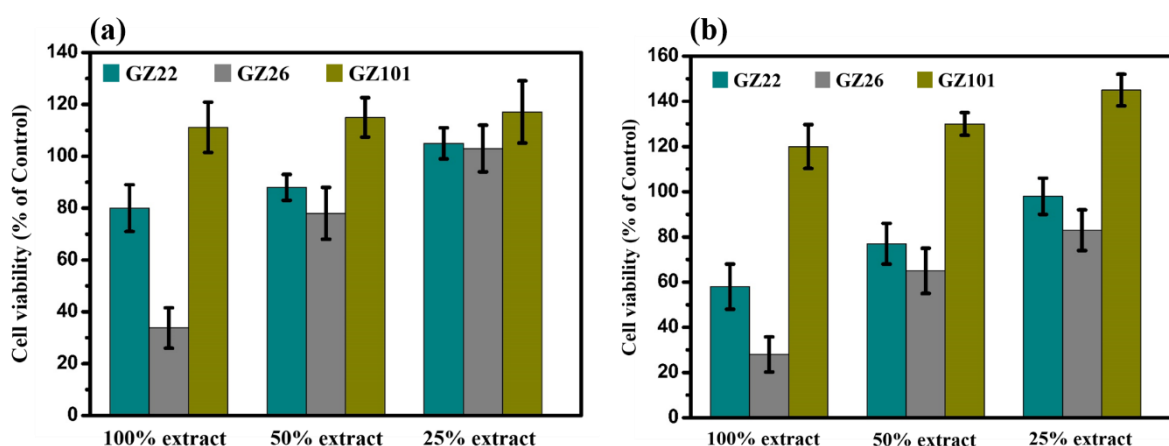 (a)
GZ22 GZ26 GZ101
Cell viability (% of Control)
140
120
100
80
60
40
20
0
100% extract 50% extract 25% extract
(b)
GZ22 GZ26 GZ101
Cell viability (% of Control)
160
140
120
100
80
60
40
20
0
100% extract 50% extract 25% extract